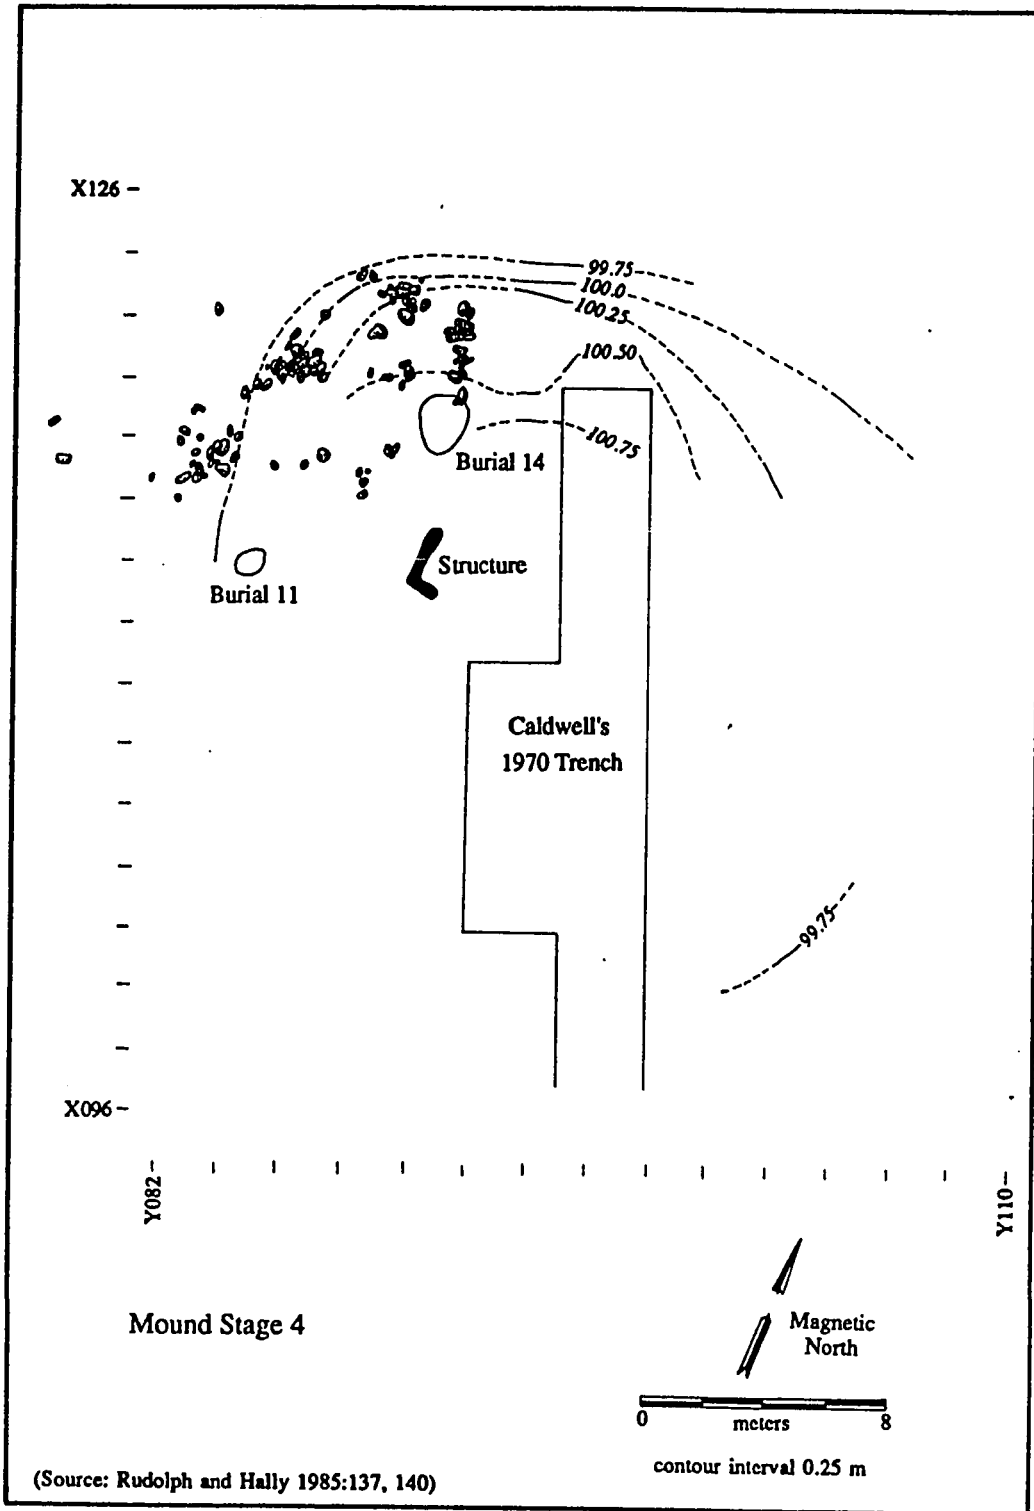 X126
99.75
100.0
100.25
100.50
100.75
Burial 14
Structure
Burial 11
Caldwell's
1970 Trench
99.75
X096
Y082
Y110
Mound Stage 4
Magnetic
North
0 meters 8
contour interval 0.25 m
(Source: Rudolph and Hally 1985:137, 140)